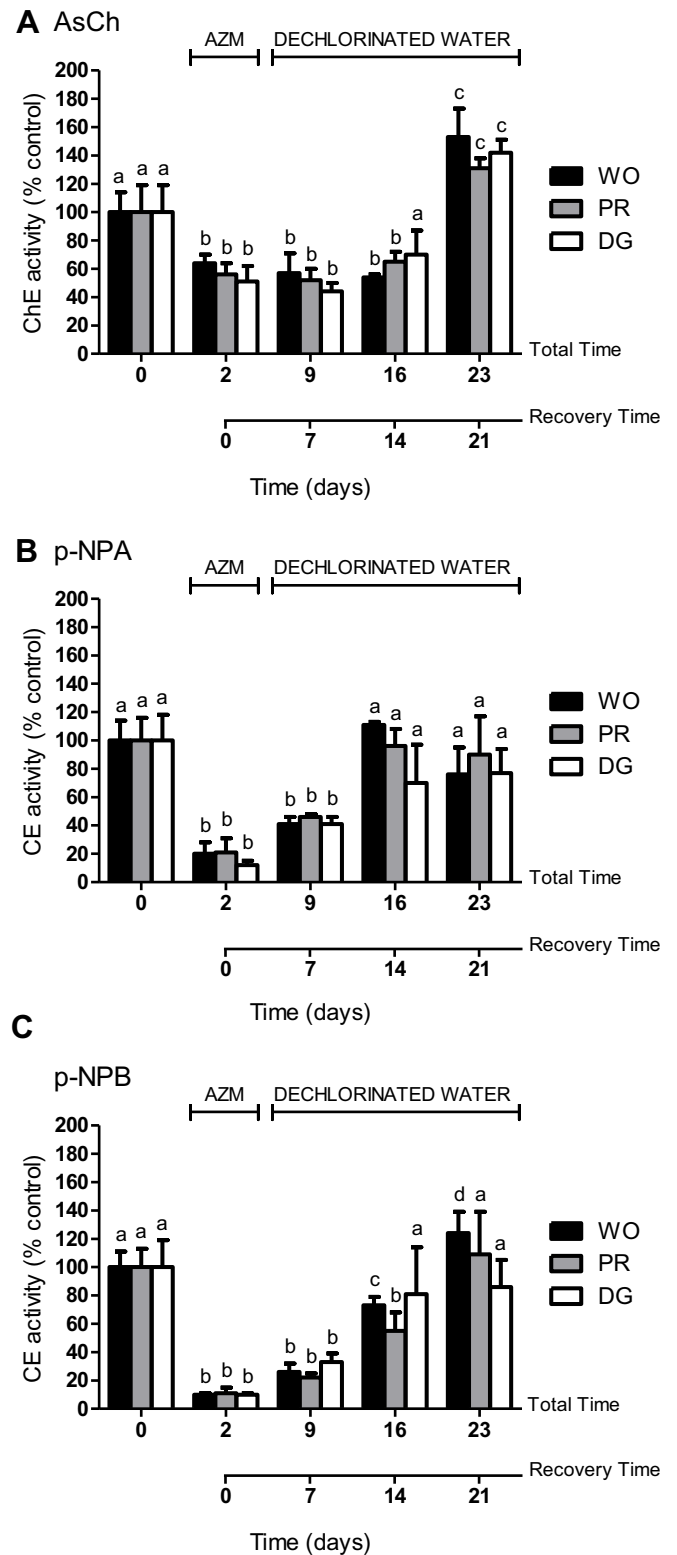 A AsCh
AZM DECHLORINATED WATER
ChE activity (% control)
200
180
160
140
120
100
80
60
40
20
0
a a a b b b b b b b b a c c c
WO
PR
DG
0 2 9 16 23 Total Time
0 7 14 21 Recovery Time
Time (days)
B p-NPA
AZM DECHLORINATED WATER
CE activity (% control)
200
180
160
140
120
100
80
60
40
20
0
a a a b b b b b b a a a a a a
WO
PR
DG
0 2 9 16 23 Total Time
0 7 14 21 Recovery Time
Time (days)
C
p-NPB
AZM DECHLORINATED WATER
CE activity (% control)
200
180
160
140
120
100
80
60
40
20
0
a a a b b b b b b c b a d a a
WO
PR
DG
0 2 9 16 23 Total Time
0 7 14 21 Recovery Time
Time (days)